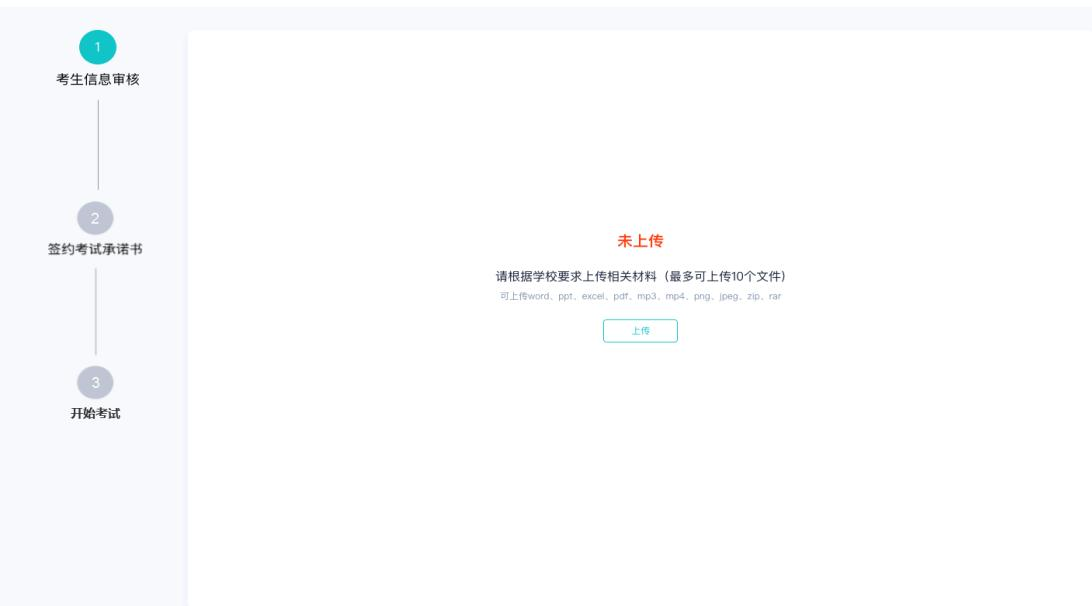 1
考生信息审核
2
签约考试承诺书
3
开始考试
未上传
请根据学校要求上传相关材料（最多可上传10个文件）
可上传word、ppt、excel、pdf、mp3、mp4、png、jpeg、zip、rar
上传